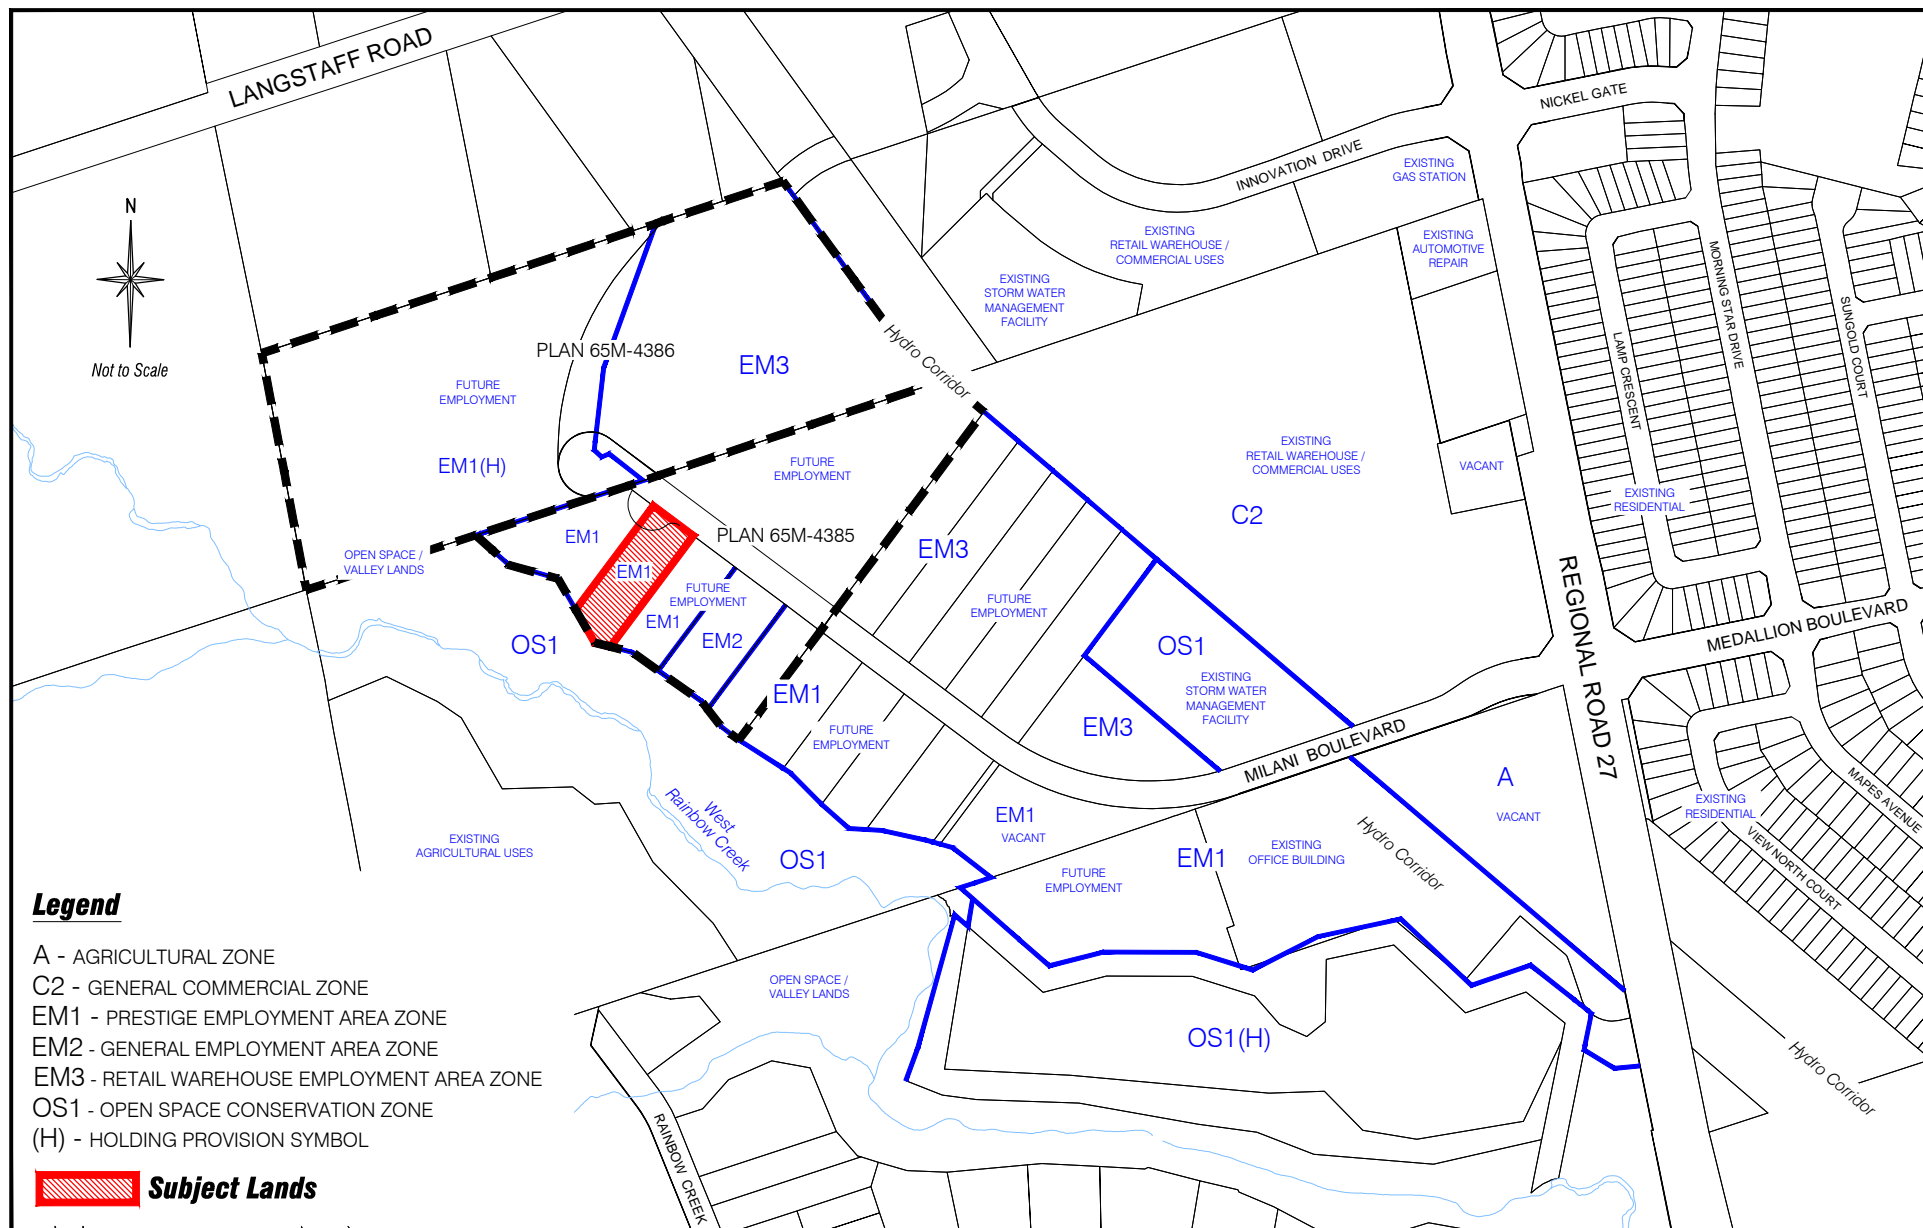 LANGSTAFF ROAD
NICKEL GATE
INNOVATION DRIVE
EXISTING
GAS STATION
N
Not to Scale
EXISTING
RETAIL WAREHOUSE /
COMMERCIAL USES
EXISTING
AUTOMOTIVE
REPAIR
EXISTING
STORM WATER
MANAGEMENT
FACILITY
MORNING STAR DRIVE
SUNGOLD COURT
LAMP CRESCENT
Hydro Corridor
PLAN 65M-4386
EM3
FUTURE
EMPLOYMENT
EM1(H)
FUTURE
EMPLOYMENT
EXISTING
RETAIL WAREHOUSE /
COMMERCIAL USES
C2
VACANT
EXISTING
RESIDENTIAL
PLAN 65M-4385
EM1
EM1
EM3
OPEN SPACE /
VALLEY LANDS
FUTURE
EMPLOYMENT
EM1
EM2
FUTURE
EMPLOYMENT
OS1
OS1
EXISTING
STORM WATER
MANAGEMENT
FACILITY
REGIONAL ROAD 27
MEDALLION BOULEVARD
EM1
FUTURE
EMPLOYMENT
EM3
MILANI BOULEVARD
A
VACANT
EXISTING
RESIDENTIAL
MAPES AVENUE
VIEW NORTH COURT
West
Rainbow Creek
EXISTING
AGRICULTURAL USES
OS1
EM1
VACANT
EM1
EXISTING
OFFICE BUILDING
Hydro Corridor
FUTURE
EMPLOYMENT
OPEN SPACE /
VALLEY LANDS
OS1(H)
Hydro Corridor
RAINBOW CREEK
Legend
A - AGRICULTURAL ZONE
C2 - GENERAL COMMERCIAL ZONE
EM1 - PRESTIGE EMPLOYMENT AREA ZONE
EM2 - GENERAL EMPLOYMENT AREA ZONE
EM3 - RETAIL WAREHOUSE EMPLOYMENT AREA ZONE
OS1 - OPEN SPACE CONSERVATION ZONE
(H) - HOLDING PROVISION SYMBOL
Subject Lands